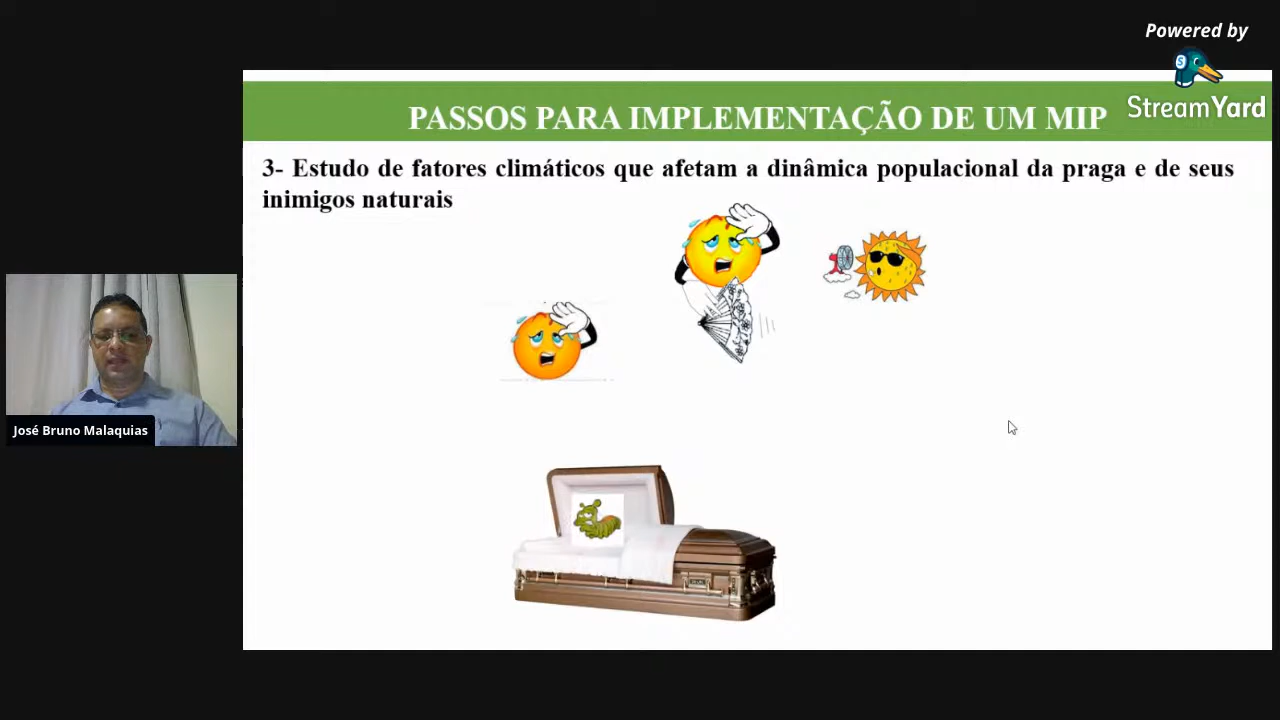 Powered by
StreamYard
PASSOS PARA IMPLEMENTAÇÃO DE UM MIP
3- Estudo de fatores climáticos que afetam a dinâmica populacional da praga e de seus
inimigos naturais
José Bruno Malaquias